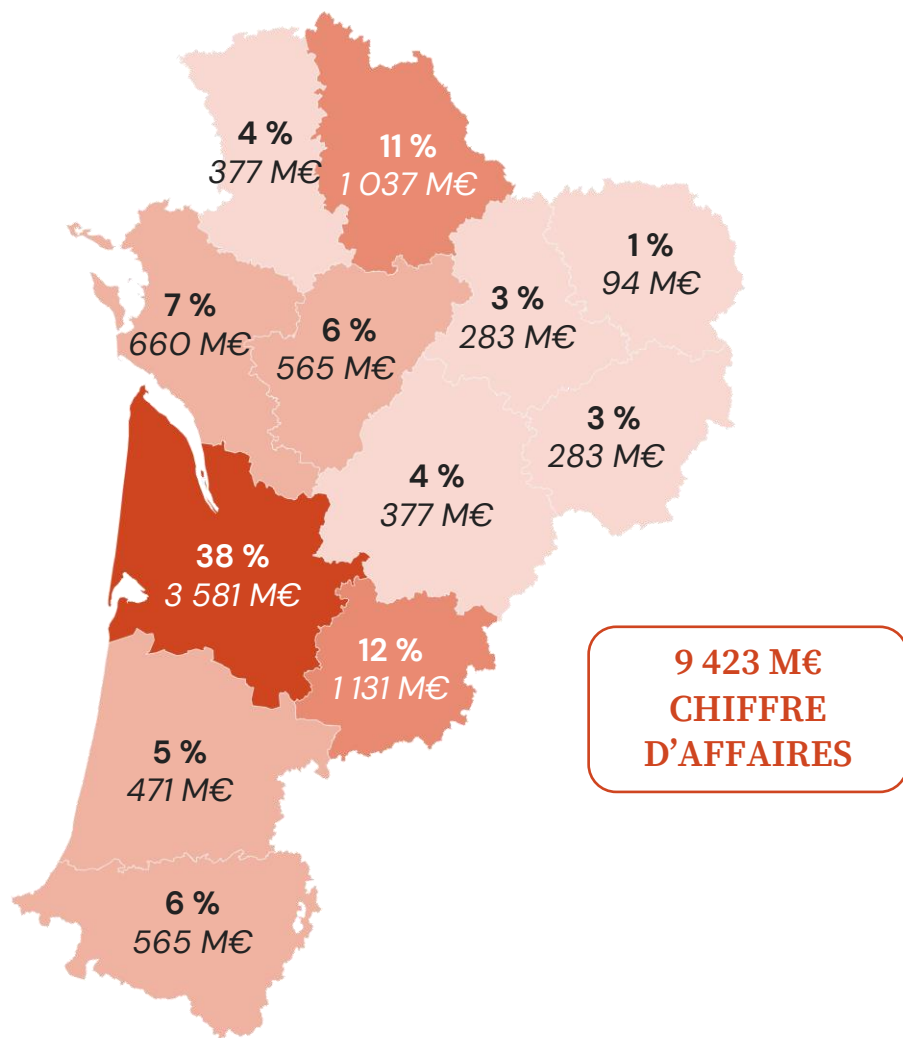 4 %
377 M€
11 %
1 037 M€
1 %
94 M€
7 %
660 M€
6 %
565 M€
3 %
283 M€
3 %
283 M€
4 %
377 M€
38 %
3 581 M€
12 %
1 131 M€
9 423 M€
CHIFFRE
D’AFFAIRES
5 %
471 M€
6 %
565 M€